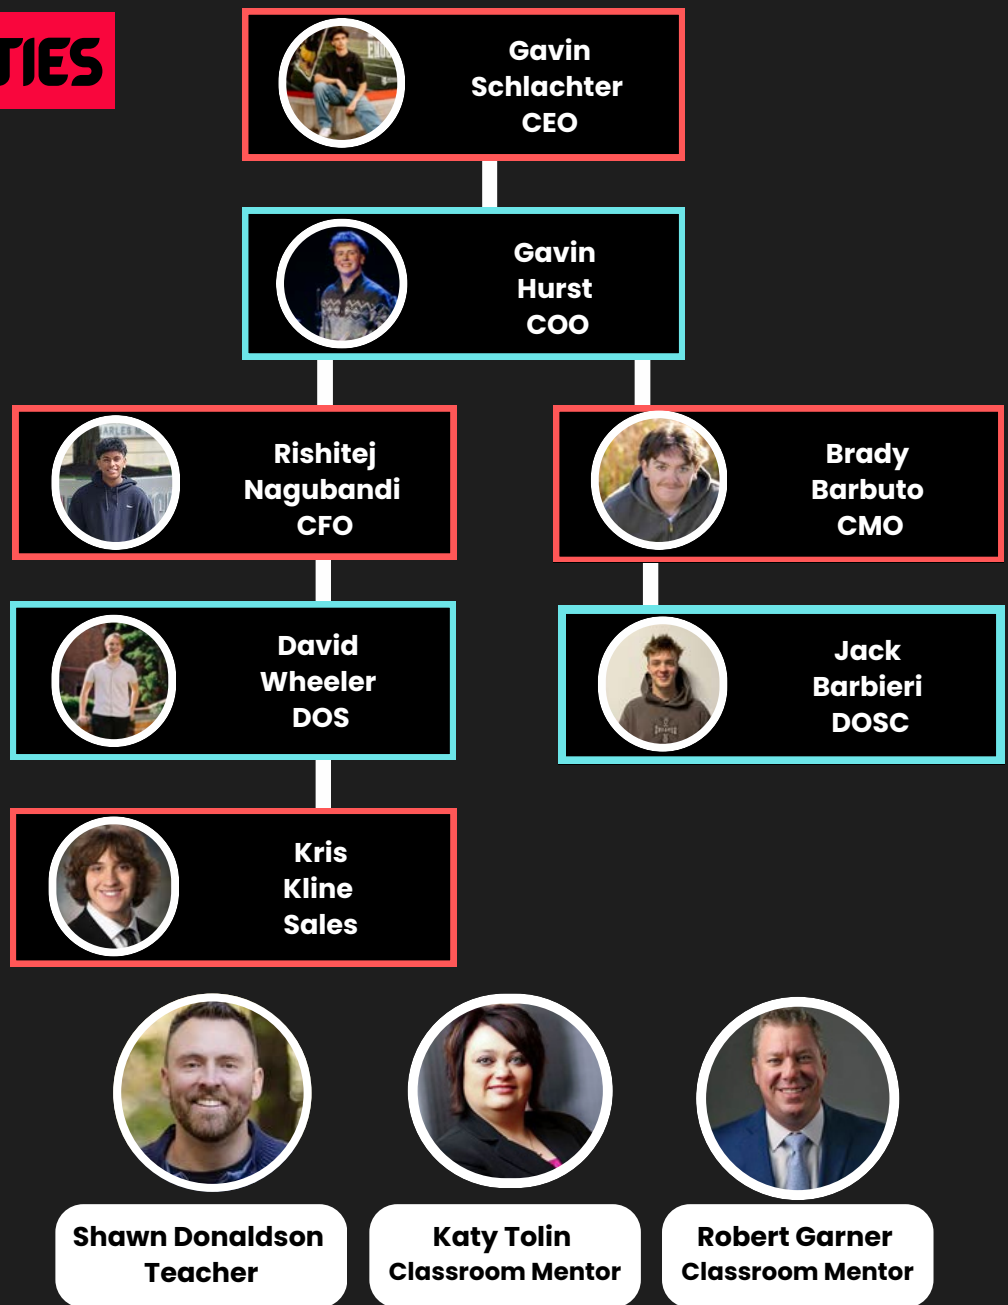 TIES
Gavin
Schlachter
CEO
Gavin
Hurst
COO
Rishitej
Nagubandi
CFO
Brady
Barbuto
CMO
David
Wheeler
DOS
Jack
Barbieri
DOSC
Kris
Kline
Sales
Shawn Donaldson
Teacher
Katy Tolin
Classroom Mentor
Robert Garner
Classroom Mentor